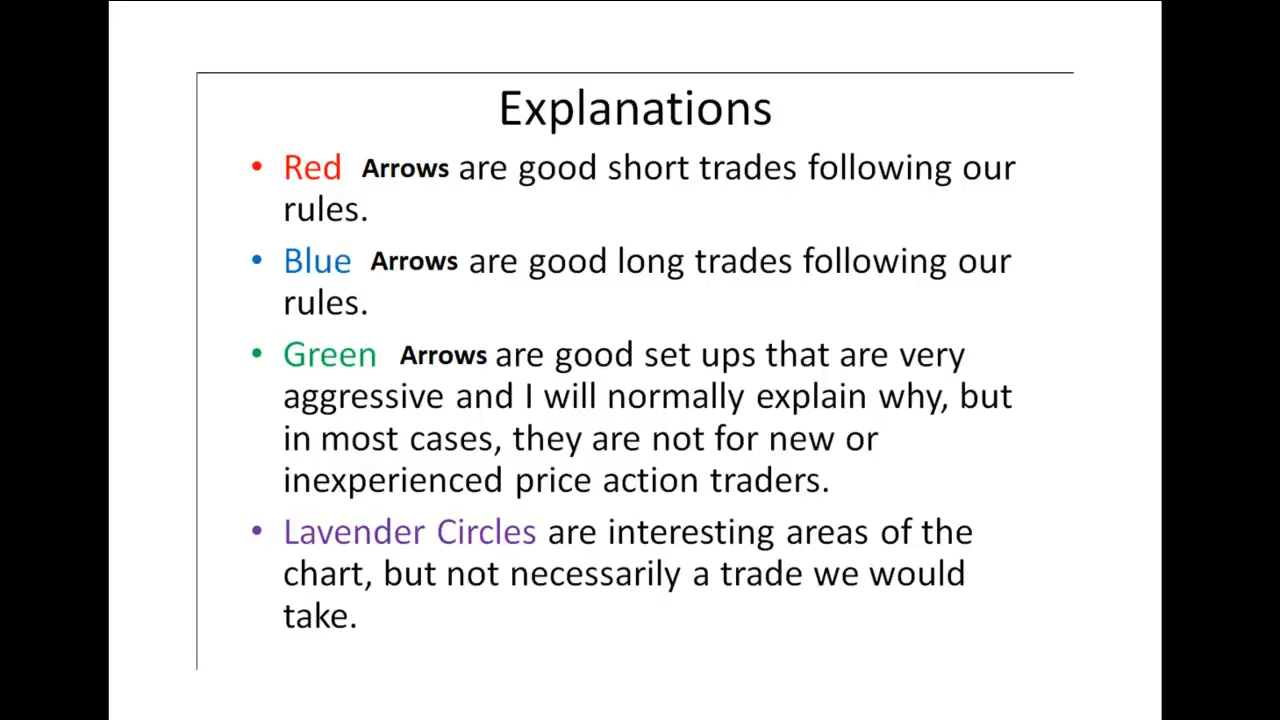 Explanations
• Red Arrows are good short trades following our
rules.
• Blue Arrows are good long trades following our
rules.
• Green Arrows are good set ups that are very
aggressive and I will normally explain why, but
in most cases, they are not for new or
inexperienced price action traders.
• Lavender Circles are interesting areas of the
chart, but not necessarily a trade we would
take.